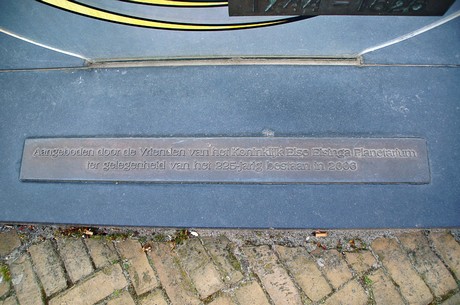 Aangeboden door de Vrienden van het Koninklijk Eise Eisinga Planetarium
ter gelegenheid van het 225-jarig bestaan in 2006